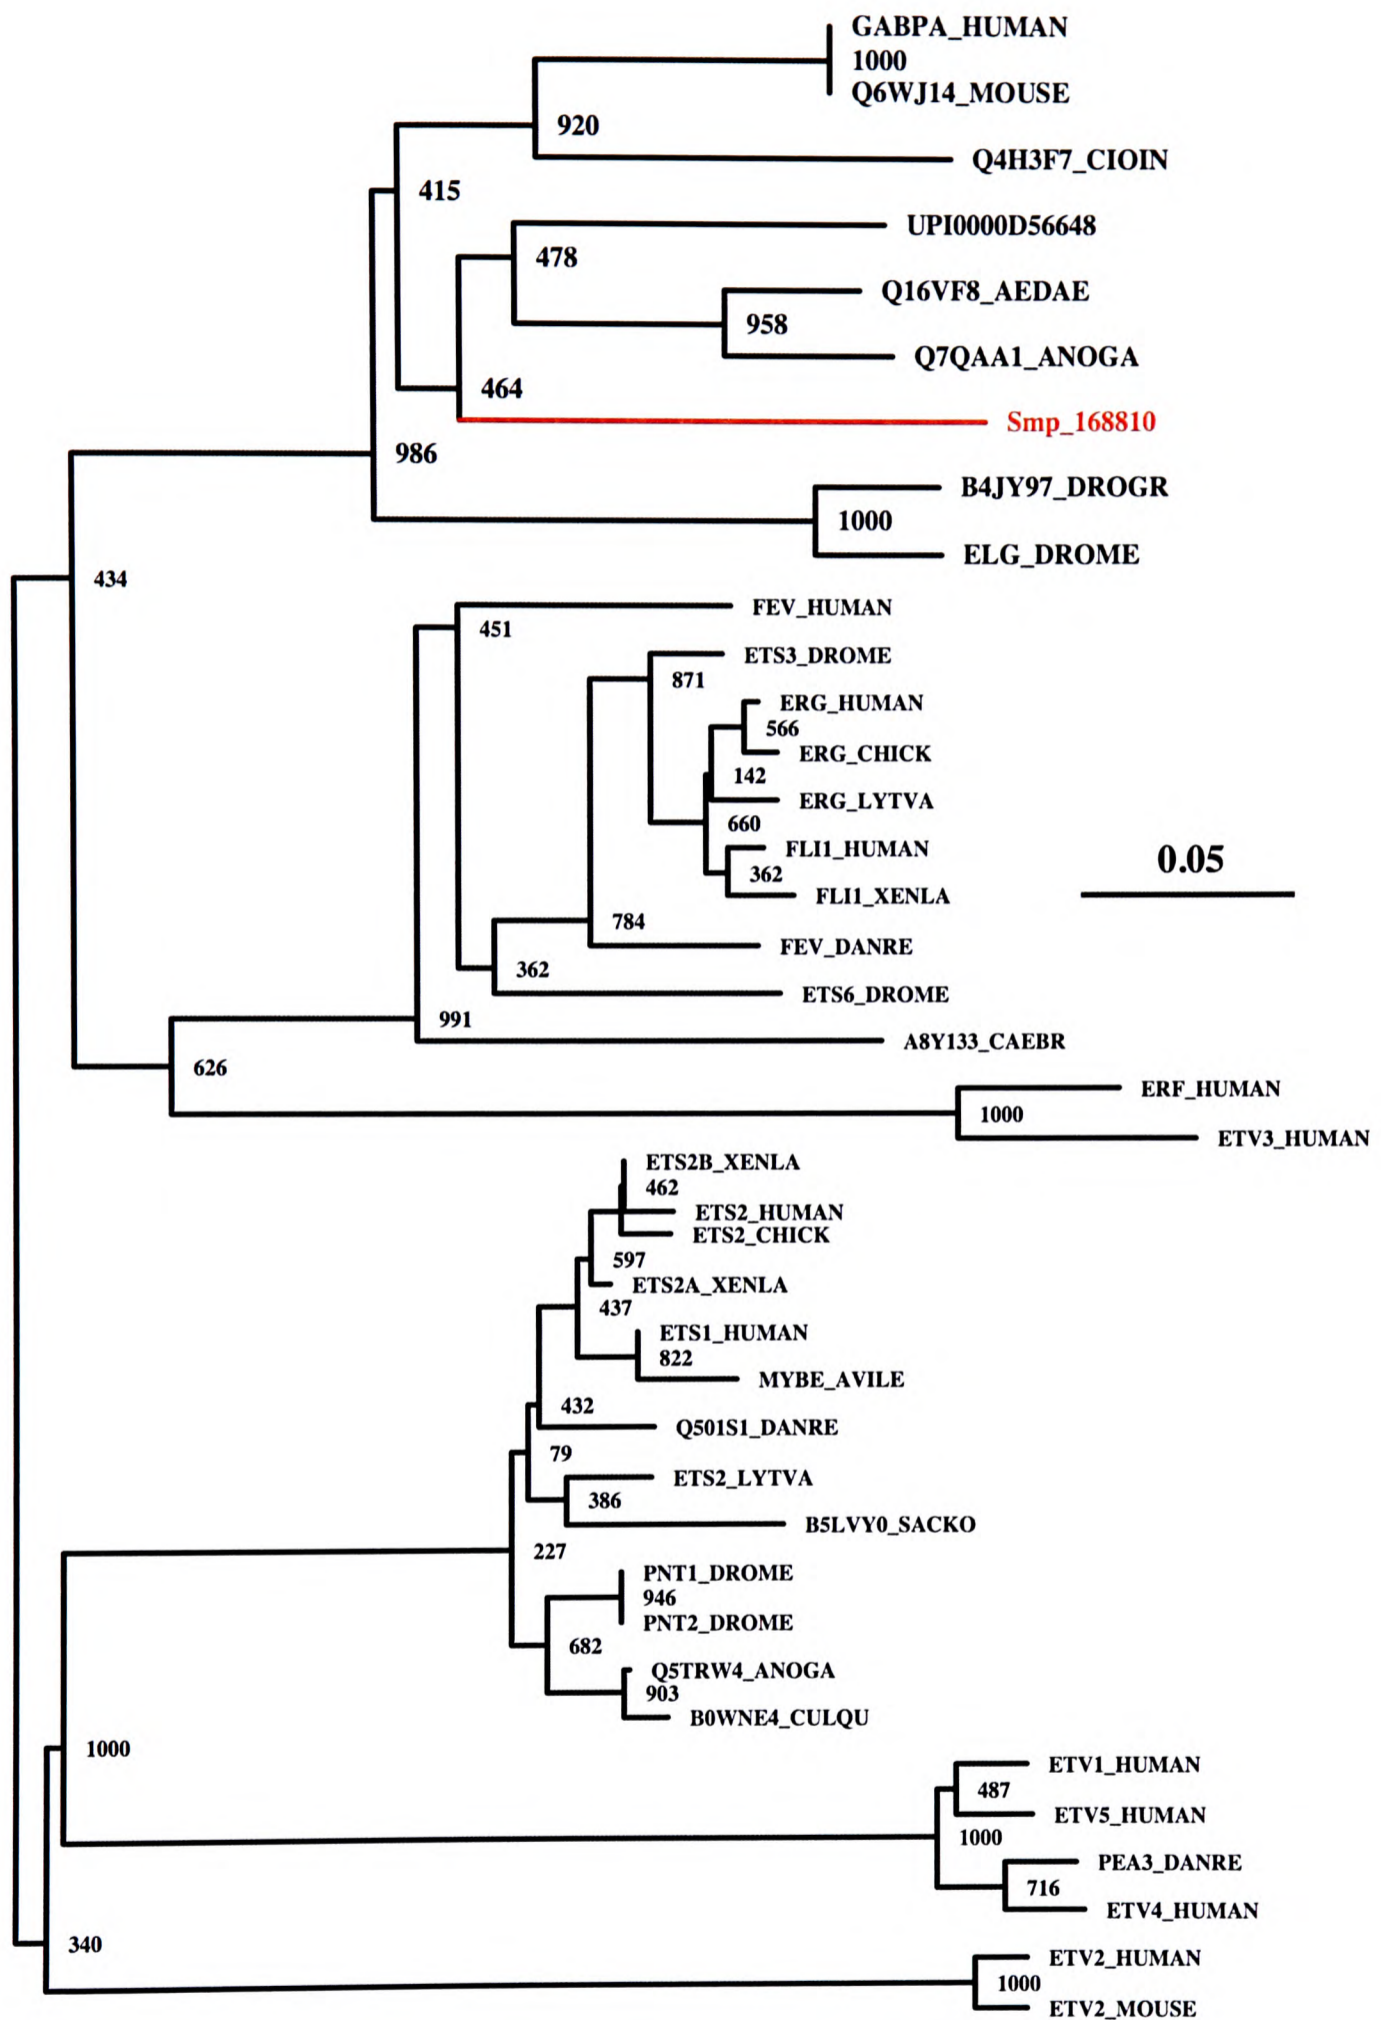 GABPA_HUMAN
1000
Q6WJ14_MOUSE
920
Q4H3F7_CIOIN
415
UPI0000D56648
478
Q16VF8_AEDAE
958
Q7QAA1_ANOGA
464
Smp_168810
986
B4JY97_DROGR
1000
ELG_DROME
434
FEV_HUMAN
451
ETS3_DROME
871
ERG_HUMAN
566
ERG_CHICK
142
ERG_LYTVA
660
FLI1_HUMAN
0.05
362
FLI1_XENLA
784
FEV_DANRE
362
ETS6_DROME
991
A8Y133_CAEBR
626
ERF_HUMAN
1000
ETV3_HUMAN
ETS2B_XENLA
462
ETS2_HUMAN
ETS2_CHICK
597
ETS2A_XENLA
437
ETS1_HUMAN
822
MYBE_AVILE
432
Q501S1_DANRE
79
ETS2_LYTVA
386
B5LVY0_SACKO
227
PNT1_DROME
946
PNT2_DROME
682
Q5TRW4_ANOGA
903
B0WNE4_CULQU
1000
ETV1_HUMAN
487
ETV5_HUMAN
1000
PEA3_DANRE
716
ETV4_HUMAN
340
ETV2_HUMAN
1000
ETV2_MOUSE